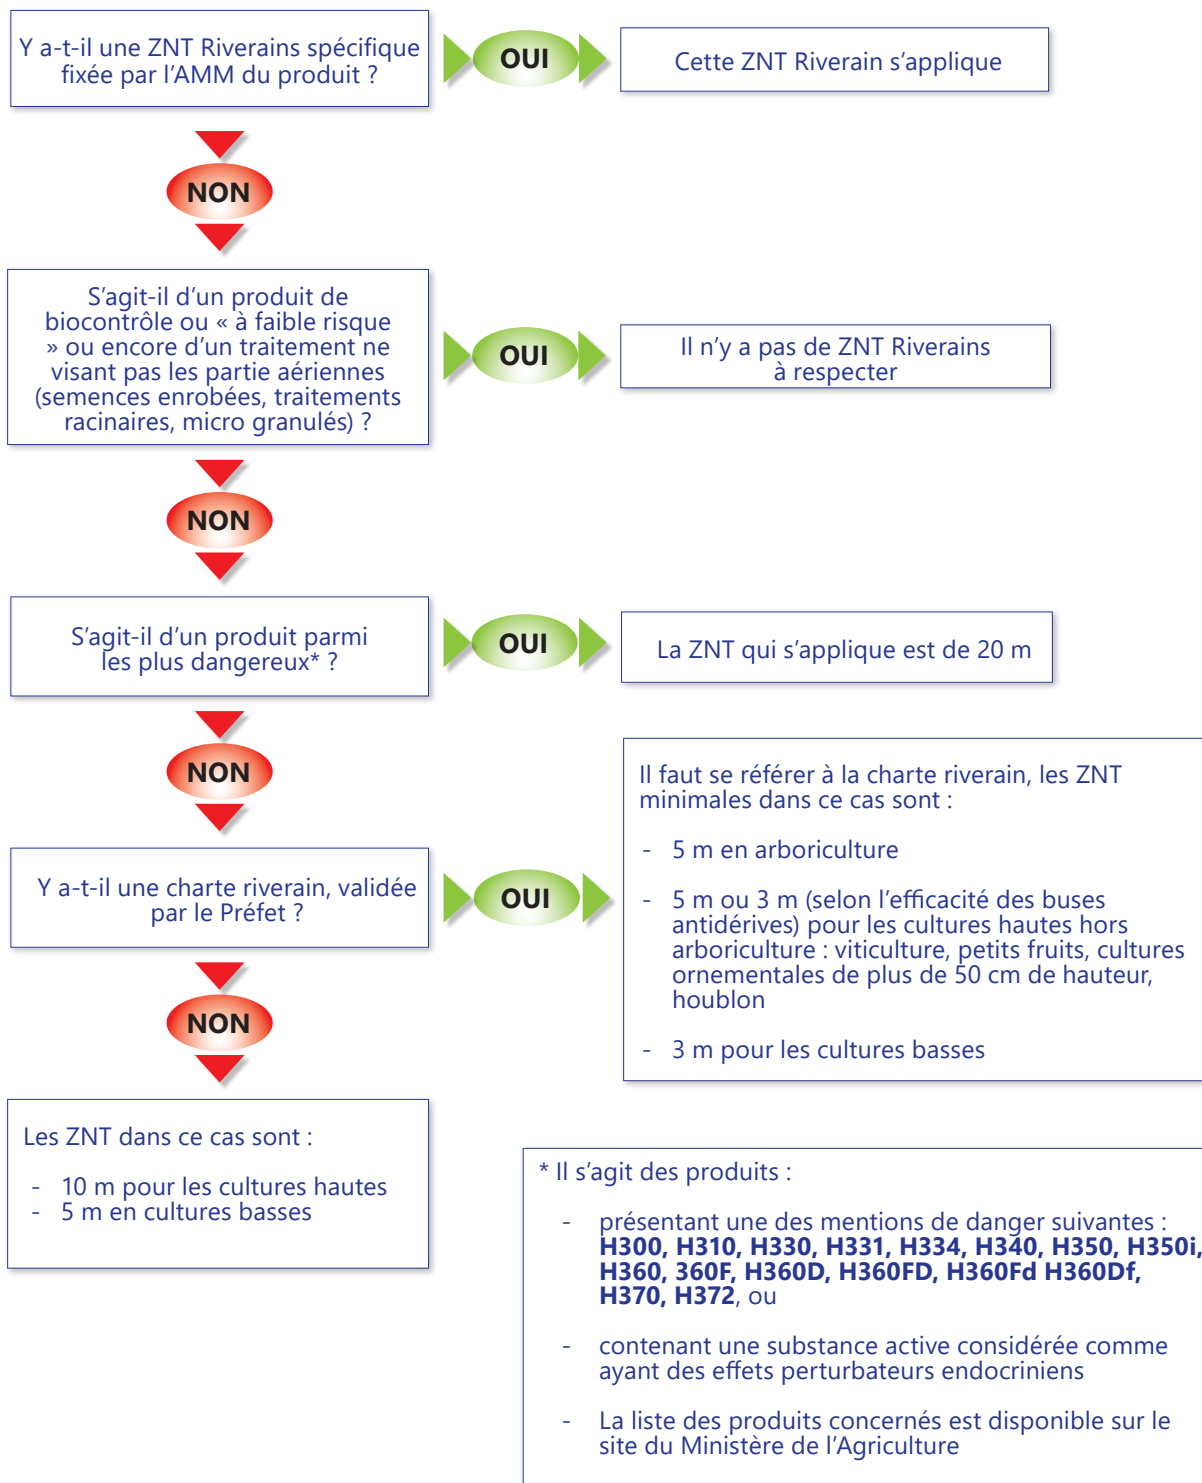 Y a-t-il une ZNT Riverains spécifique
fixée par l'AMM du produit ?
OUI
Cette ZNT Riverain s'applique
NON
S'agit-il d'un produit de
biocontrôle ou « à faible risque
» ou encore d'un traitement ne
visant pas les partie aériennes
(semences enrobées, traitements
racinaires, micro granulés) ?
OUI
Il n'y a pas de ZNT Riverains
à respecter
NON
S'agit-il d'un produit parmi
les plus dangereux* ?
OUI
La ZNT qui s'applique est de 20 m
NON
Y a-t-il une charte riverain, validée
par le Préfet ?
OUI
Il faut se référer à la charte riverain, les ZNT
minimales dans ce cas sont :
- 5 m en arboriculture
- 5 m ou 3 m (selon l'efficacité des buses
antidérives) pour les cultures hautes hors
arboriculture : viticulture, petits fruits, cultures
ornementales de plus de 50 cm de hauteur,
houblon
- 3 m pour les cultures basses
NON
Les ZNT dans ce cas sont :
- 10 m pour les cultures hautes
- 5 m en cultures basses
* Il s'agit des produits :
- présentant une des mentions de danger suivantes :
H300, H310, H330, H331, H334, H340, H350, H350i,
H360, 360F, H360D, H360FD, H360Fd H360Df,
H370, H372, ou
- contenant une substance active considérée comme
ayant des effets perturbateurs endocriniens
- La liste des produits concernés est disponible sur le
site du Ministère de l'Agriculture